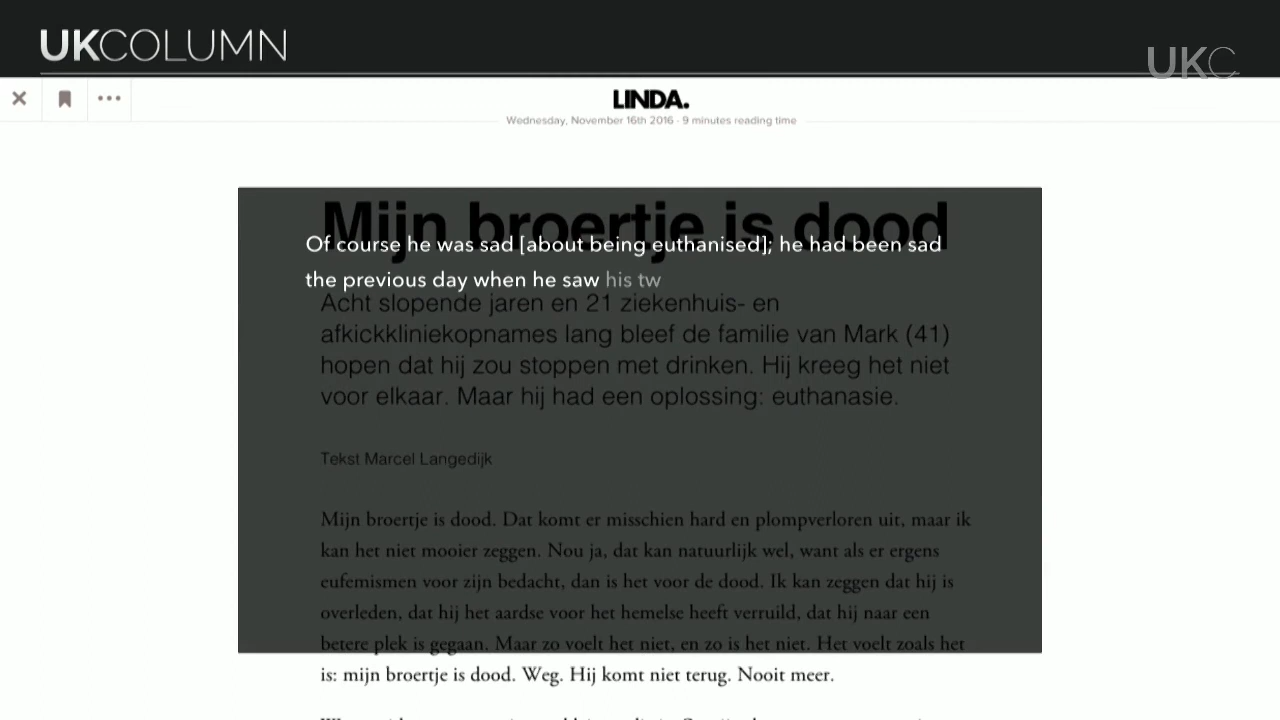 UKCOLUMN
UKC
LINDA.
Wednesday, November 16th 2016 · 9 minutes reading time
Mijn broertje is dood
Of course he was sad [about being euthanised]; he had been sad
the previous day when he saw his tw
Acht slopende jaren en 21 ziekenhuis- en
afkickkliniekopnames lang bleef de familie van Mark (41)
hopen dat hij zou stoppen met drinken. Hij kreeg het niet
voor elkaar. Maar hij had een oplossing: euthanasie.
Tekst Marcel Langedijk
Mijn broertje is dood. Dat komt er misschien hard en plompverloren uit, maar ik
kan het niet mooier zeggen. Nou ja, dat kan natuurlijk wel, want als er ergens
eufemismen voor zijn bedacht, dan is het voor de dood. Ik kan zeggen dat hij is
overleden, dat hij het aardse voor het hemelse heeft verruild, dat hij naar een
betere plek is gegaan. Maar zo voelt het niet, en zo is het niet. Het voelt zoals het
is: mijn broertje is dood. Weg. Hij komt niet terug. Nooit meer.